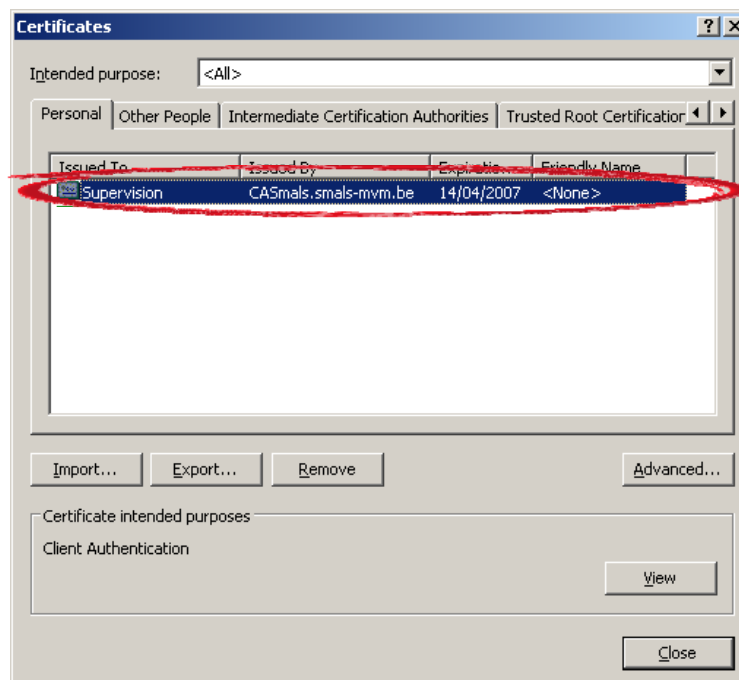 Certificates
Intended purpose: <All>
Personal Other People Intermediate Certification Authorities Trusted Root Certification
Issued To Issued By Expiratio... Friendly Name
Supervision CASmals.smals-mvm.be 14/04/2007 <None>
Import... Export... Remove Advanced...
Certificate intended purposes
Client Authentication
View
Close